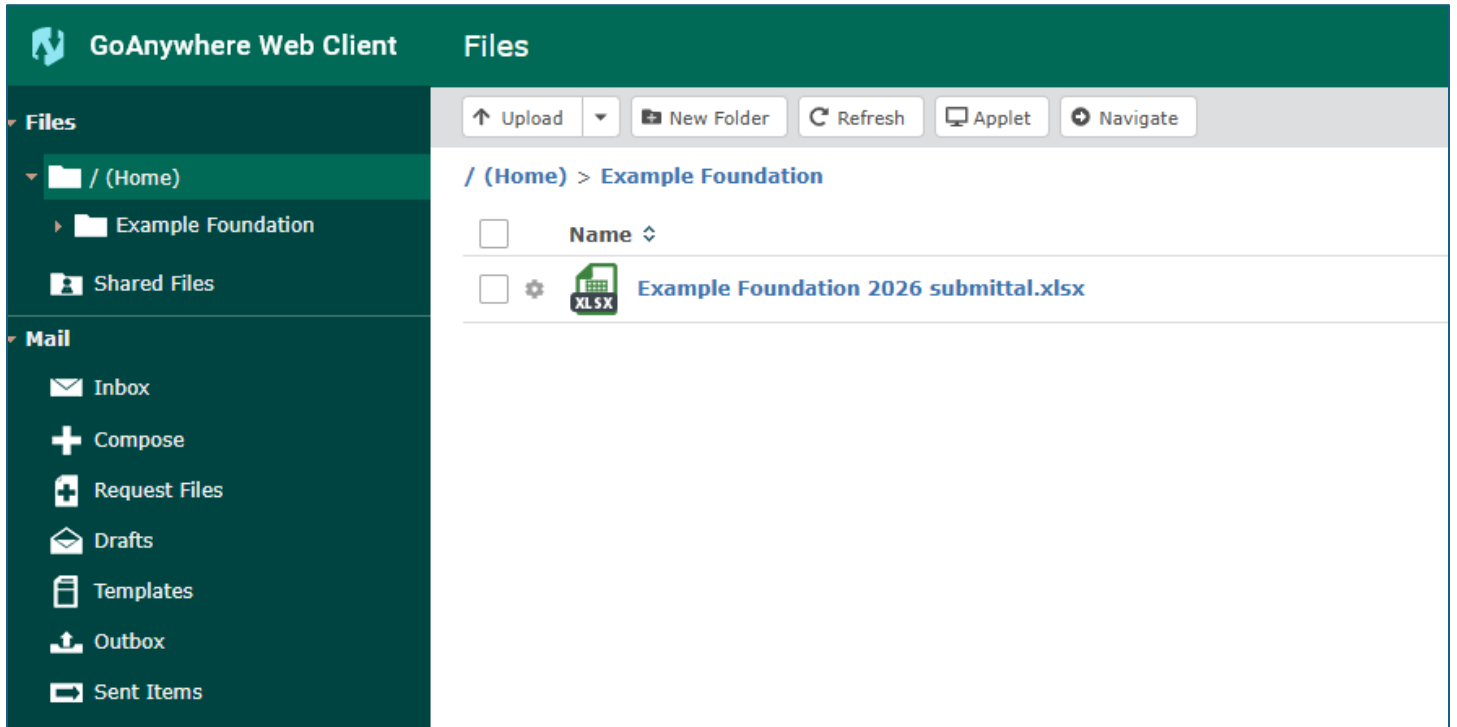 GoAnywhere Web Client
Files
Files
/ (Home)
Example Foundation
Shared Files
Mail
Inbox
Compose
Request Files
Drafts
Templates
Outbox
Sent Items
Upload
New Folder
Refresh
Applet
Navigate
/ (Home) > Example Foundation
Name
XLSX
Example Foundation 2026 submittal.xlsx